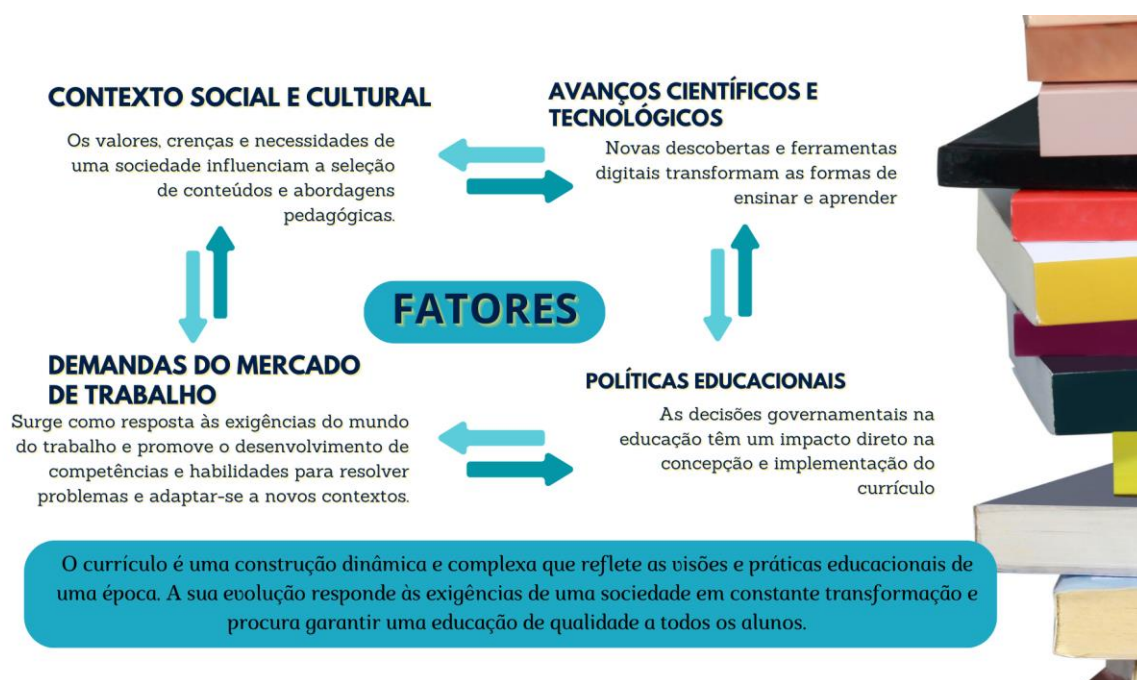 CONTEXTO SOCIAL E CULTURAL
Os valores, crenças e necessidades de
uma sociedade influenciam a seleção
de conteúdos e abordagens
pedagógicas.
AVANÇOS CIENTÍFICOS E
TECNOLÓGICOS
Novas descobertas e ferramentas
digitais transformam as formas de
ensinar e aprender
FATORES
DEMANDAS DO MERCADO
DE TRABALHO
Surge como resposta às exigências do mundo
do trabalho e promove o desenvolvimento de
competências e habilidades para resolver
problemas e adaptar-se a novos contextos.
POLÍTICAS EDUCACIONAIS
As decisões governamentais na
educação têm um impacto direto na
concepção e implementação do
currículo
O currículo é uma construção dinâmica e complexa que reflete as visões e práticas educacionais de
uma época. A sua evolução responde às exigências de uma sociedade em constante transformação e
procura garantir uma educação de qualidade a todos os alunos.